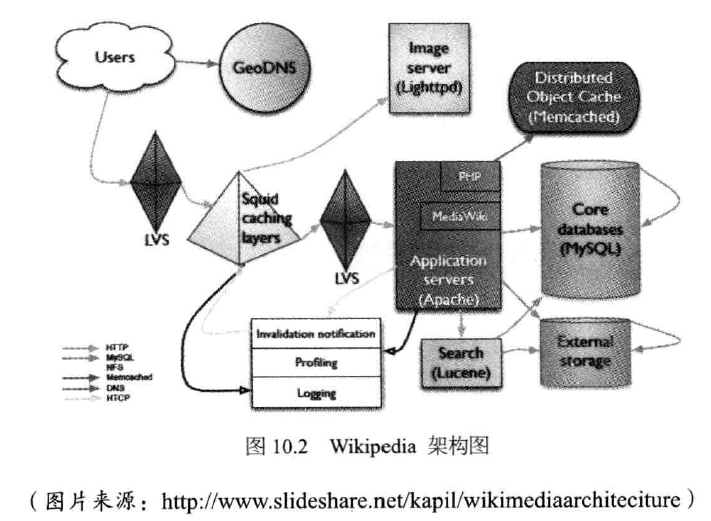 Users
GeoDNS
Image
server
(Lighttpd)
Distributed
Object Cache
(Memcached)
LVS
Squid
caching
layers
LVS
PHP
MediaWiki
Application
servers
(Apache)
Core
databases
(MySQL)
Search
(Lucene)
External
storage
Invalidation notification
Profiling
Logging
HTTP
MySQL
NFS
Memcached
DNS
HTCP
图 10.2 Wikipedia 架构图
(图片来源：http://www.slideshare.net/kapil/wikimediaarchiteciture)